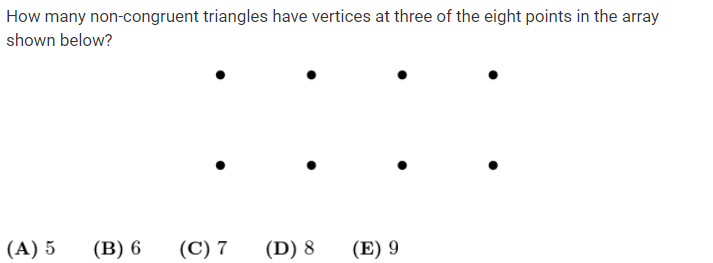 How many non-congruent triangles have vertices at three of the eight points in the array
shown below?
(A) 5 (B) 6 (C) 7 (D) 8 (E) 9